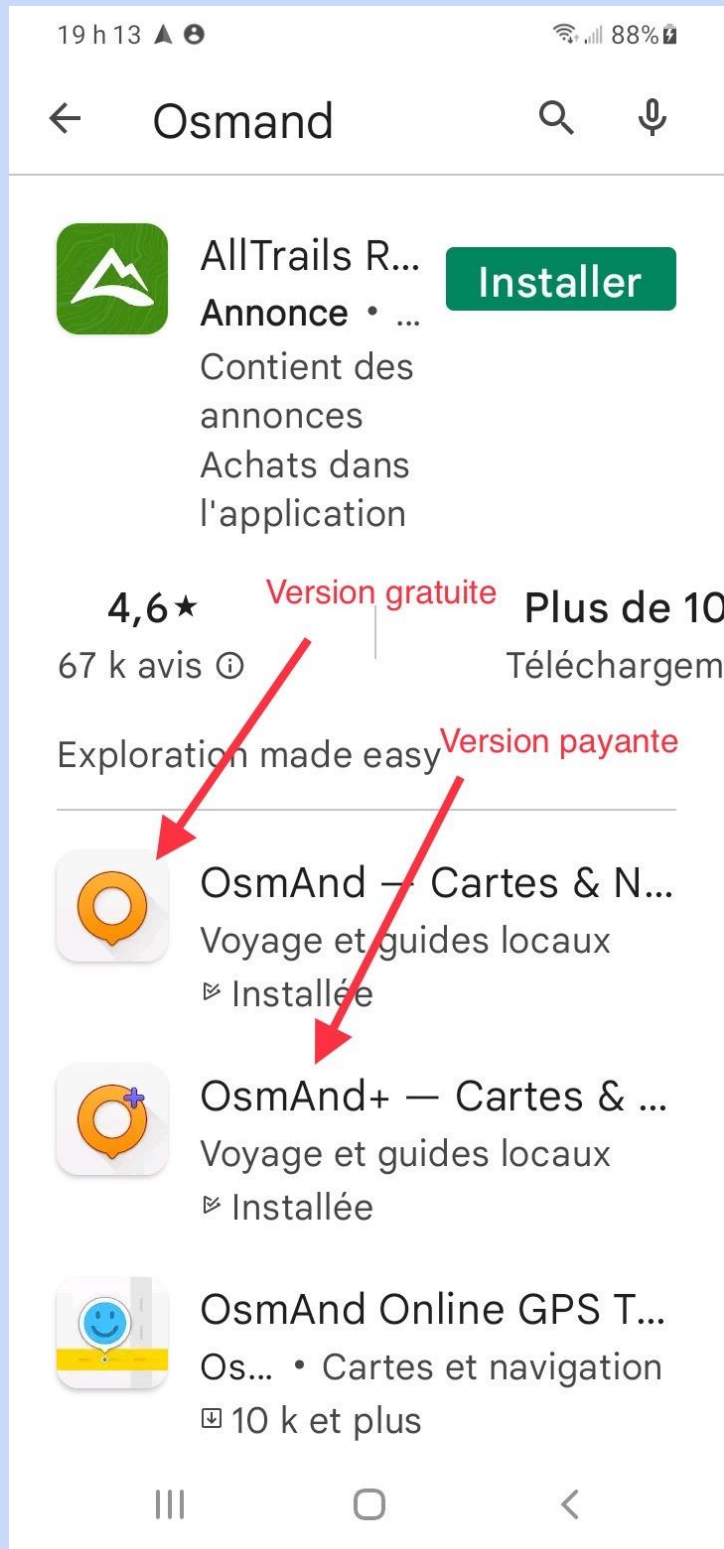 19 h 13 88%
Osmand
AllTrails R...
Installer
Annonce • ...
Contient des
annonces
Achats dans
l'application
Version gratuite
4,6★
Plus de 10
67 k avis
Téléchargem
Version payante
Exploration made easy
OsmAnd — Cartes & N...
Voyage et guides locaux
Installée
OsmAnd+ — Cartes & ...
Voyage et guides locaux
Installée
OsmAnd Online GPS T...
Os... • Cartes et navigation
10 k et plus